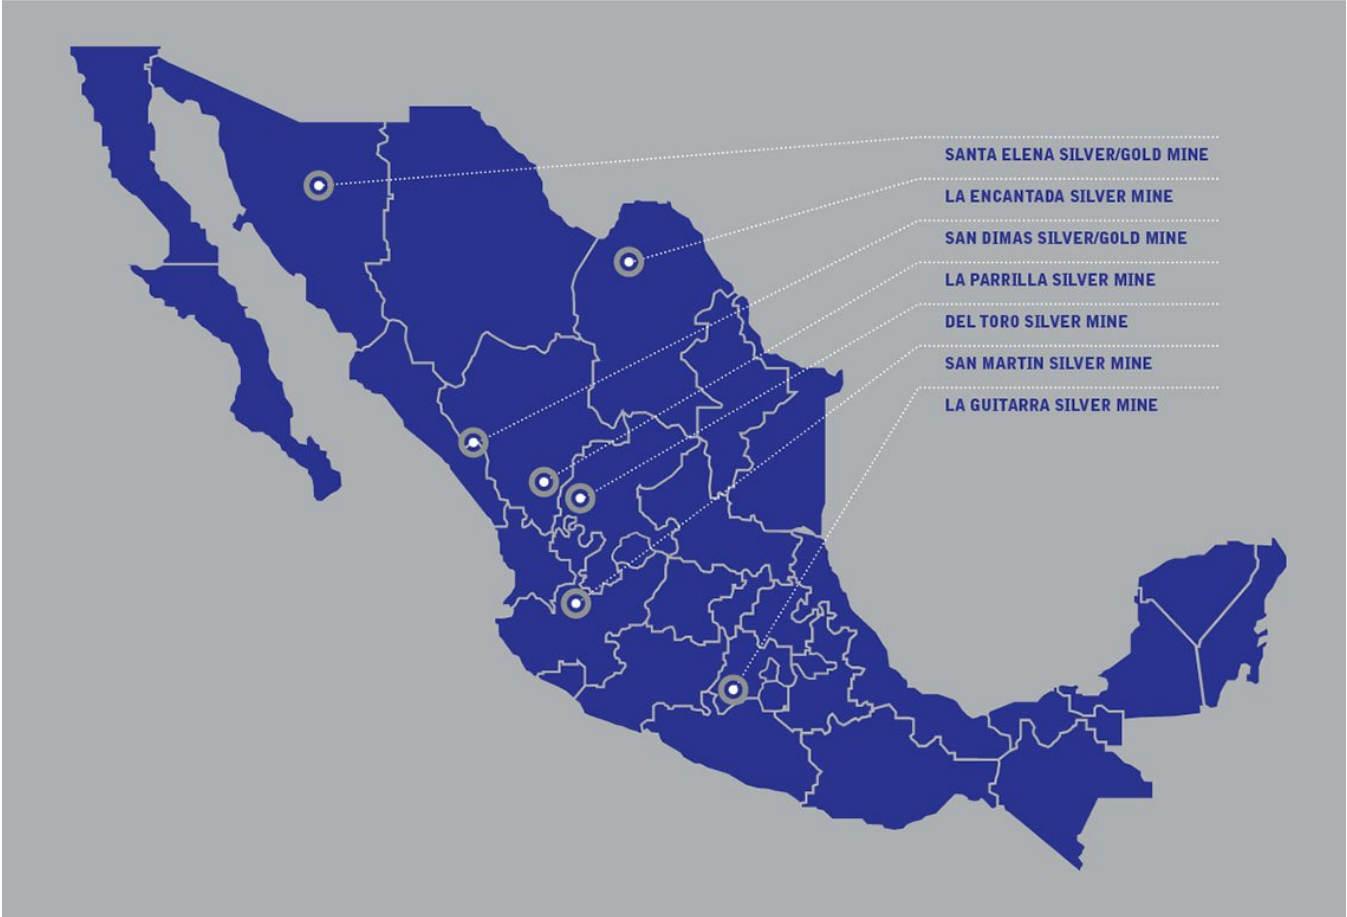 SANTA ELENA SILVER/GOLD MINE
LA ENCANTADA SILVER MINE
SAN DIMAS SILVER/GOLD MINE
LA PARRILLA SILVER MINE
DEL TORO SILVER MINE
SAN MARTIN SILVER MINE
LA GUITARRA SILVER MINE